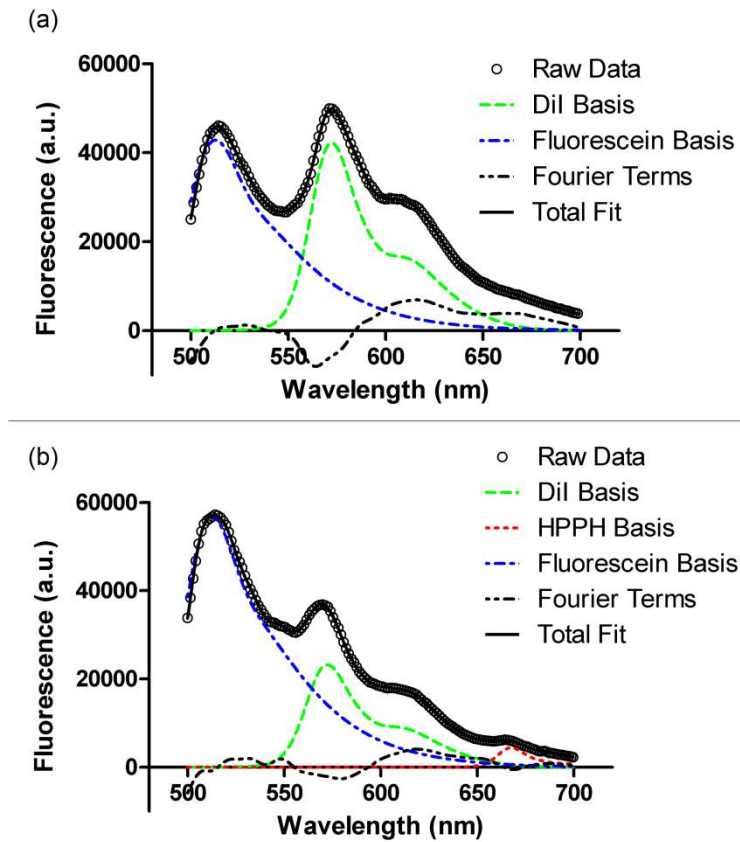 (a)
60000
40000
20000
0
Fluorescence (a.u.)
500
550
600
650
700
Wavelength (nm)
Raw Data
DiI Basis
Fluorescein Basis
Fourier Terms
Total Fit
(b)
60000
40000
20000
0
Fluorescence (a.u.)
500
550
600
650
700
Wavelength (nm)
Raw Data
DiI Basis
HPPH Basis
Fluorescein Basis
Fourier Terms
Total Fit